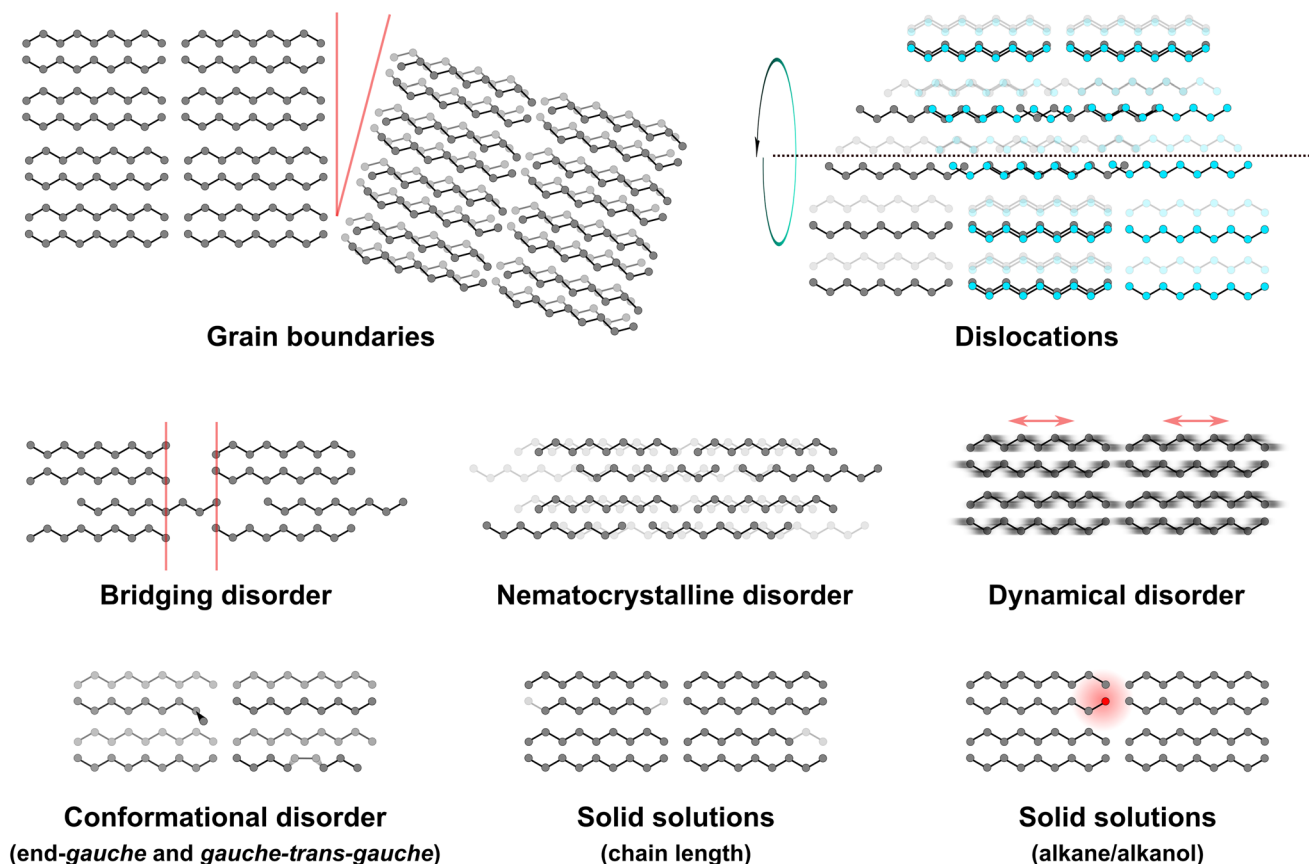 Grain boundaries
Dislocations
Bridging disorder
Nematocrystalline disorder
Dynamical disorder
Conformational disorder
(end-gauche and gauche-trans-gauche)
Solid solutions
(chain length)
Solid solutions
(alkane/alkanol)